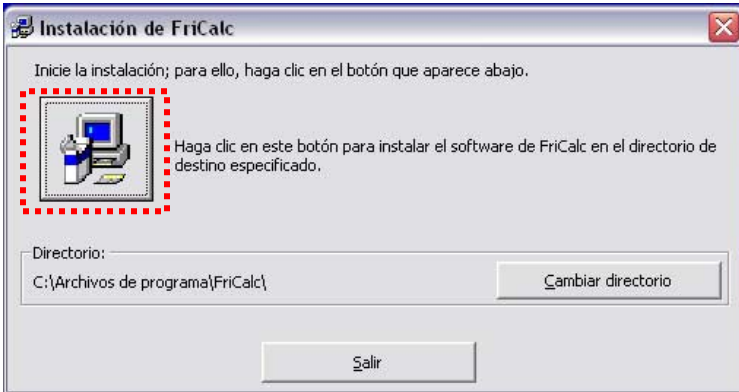 Instalación de FriCalc
Inicie la instalación; para ello, haga clic en el botón que aparece abajo.
Haga clic en este botón para instalar el software de FriCalc en el directorio de
destino especificado.
Directorio:
C:\Archivos de programa\FriCalc\
Cambiar directorio
Salir